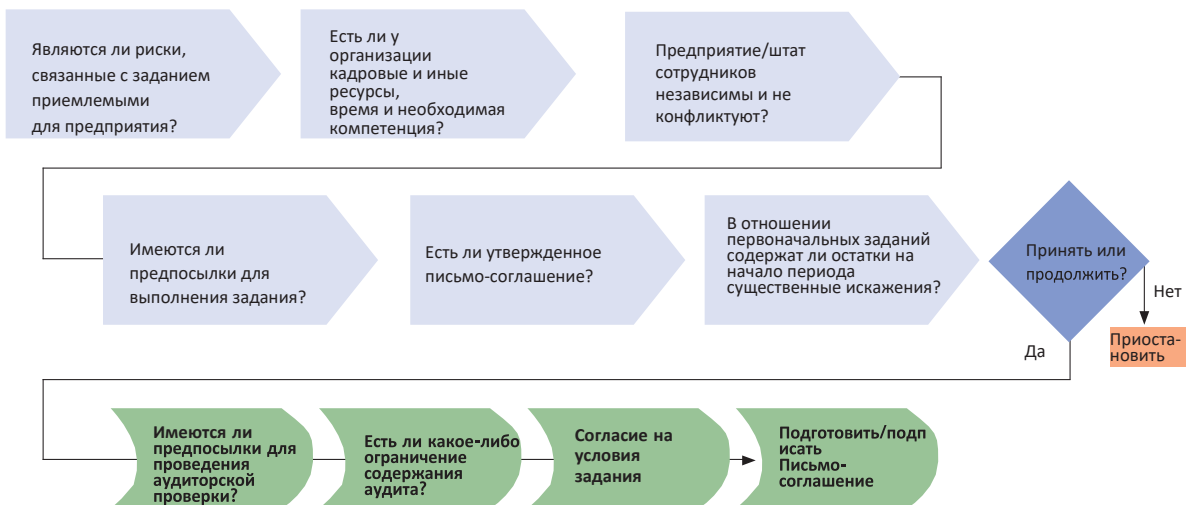 Являются ли риски,
связанные с заданием
приемлемыми
для предприятия?
Есть ли у
организации
кадровые и иные
ресурсы,
время и необходимая
компетенция?
Предприятие/штат
сотрудников
независимы и не
конфликтуют?
Имеются ли
предпосылки для
выполнения задания?
Есть ли утвержденное
письмо-соглашение?
В отношении
первоначальных заданий
содержат ли остатки на
начало периода
существенные искажения?
Принять или
продолжить?
Нет
Приоста-
новить
Да
Имеются ли
предпосылки для
проведения
аудиторской
проверки?
Есть ли какое-либо
ограничение
содержания
аудита?
Согласие на
условия
задания
Подготовить/подп
исать
Письмо-
соглашение